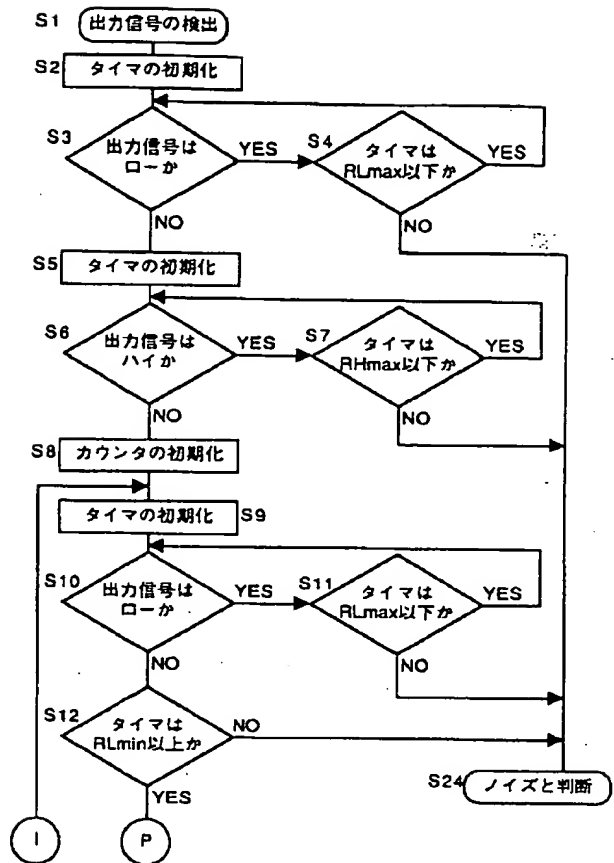 S1 出力信号の検出
S2 タイマの初期化
S3 出力信号は
ローか
YES
NO
S4 タイマは
RLmax以下か
YES
NO
S5 タイマの初期化
S6 出力信号は
ハイか
YES
NO
S7 タイマは
RHmax以下か
YES
NO
S8 カウンタの初期化
タイマの初期化 S9
S10 出力信号は
ローか
YES
NO
S11 タイマは
RLmax以下か
YES
NO
S12 タイマは
RLmin以上か
NO
YES
S24 ノイズと判断
I
P